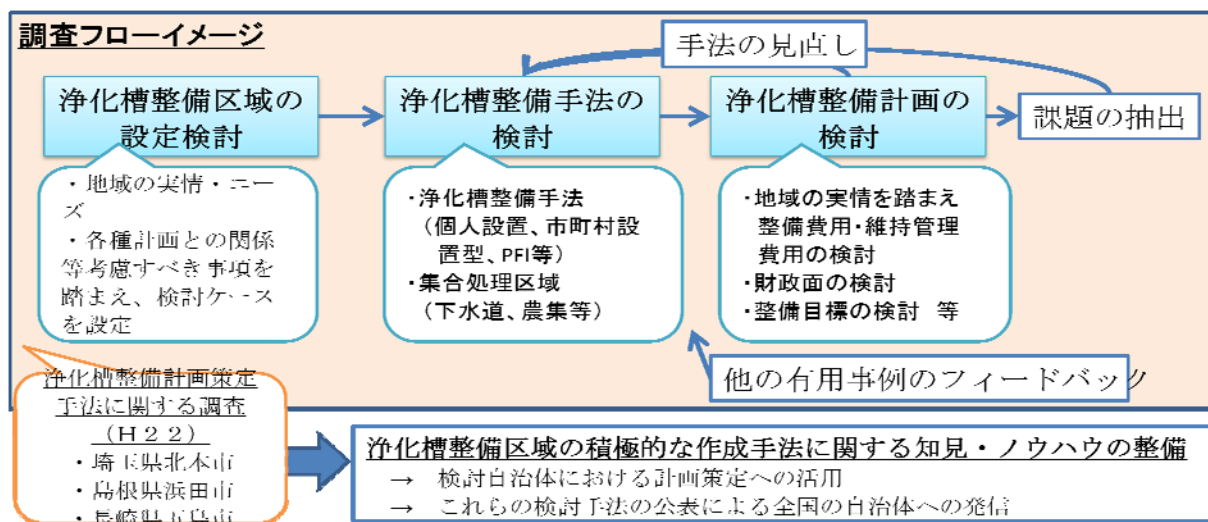 調査フローイメージ
手法の見直し
浄化槽整備区域の
設定検討
浄化槽整備手法の
検討
浄化槽整備計画の
検討
課題の抽出
・地域の実情・ニー
ズ
・各種計画との関係
等考慮すべき事項を
踏まえ、検討ケース
を設定
・浄化槽整備手法
（個人設置、市町村設
置型、PFI等）
・集合処理区域
（下水道、農集等）
・地域の実情を踏まえ
整備費用・維持管理
費用の検討
・財政面の検討
・整備目標の検討 等
他の有用事例のフィードバック
浄化槽整備計画策定
手法に関する調査
（Ｈ２２）
・埼玉県北本市
・島根県浜田市
・長崎県五島市
浄化槽整備区域の積極的な作成手法に関する知見・ノウハウの整備
→ 検討自治体における計画策定への活用
→ これらの検討手法の公表による全国の自治体への発信